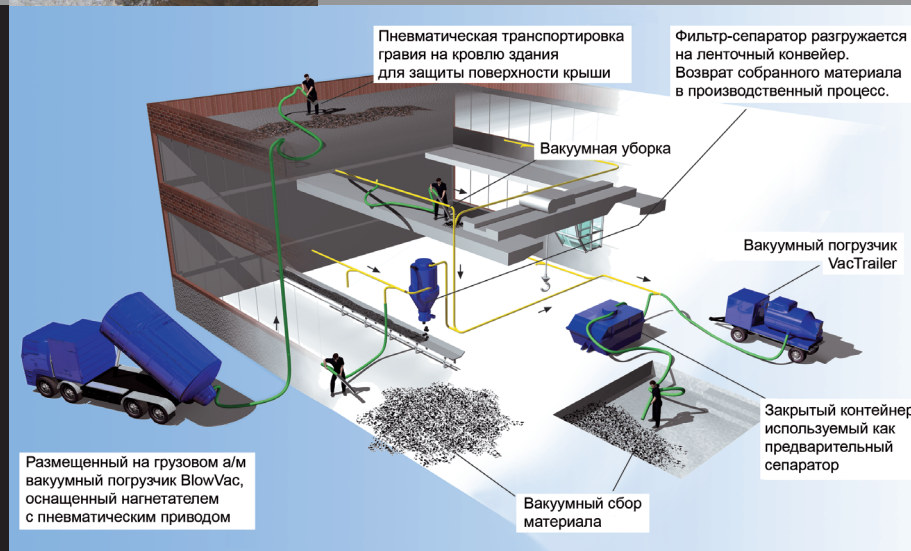 Пневматическая транспортировка
гравия на кровлю здания
для защиты поверхности крыши
Фильтр-сепаратор разгружается
на ленточный конвейер.
Возврат собранного материала
в производственный процесс.
Вакуумная уборка
Вакуумный погрузчик
VacTrailer
Закрытый контейнер
используемый как
предварительный
сепаратор
Размещенный на грузовом а/м
вакуумный погрузчик BlowVac,
оснащенный нагнетателем
с пневматическим приводом
Вакуумный сбор
материала